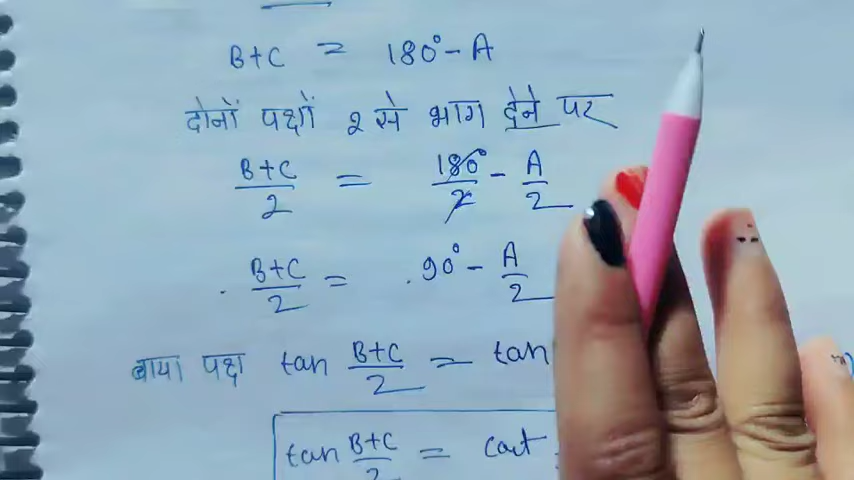 B+C = 180° - A
दोनों पक्षों 2 से भाग देने पर
B+C/2 = 180°/2 - A/2
. B+C/2 = . 90° - A/2
बाया पक्ष tan B+C/2 = tan
tan B+C/2 = cot